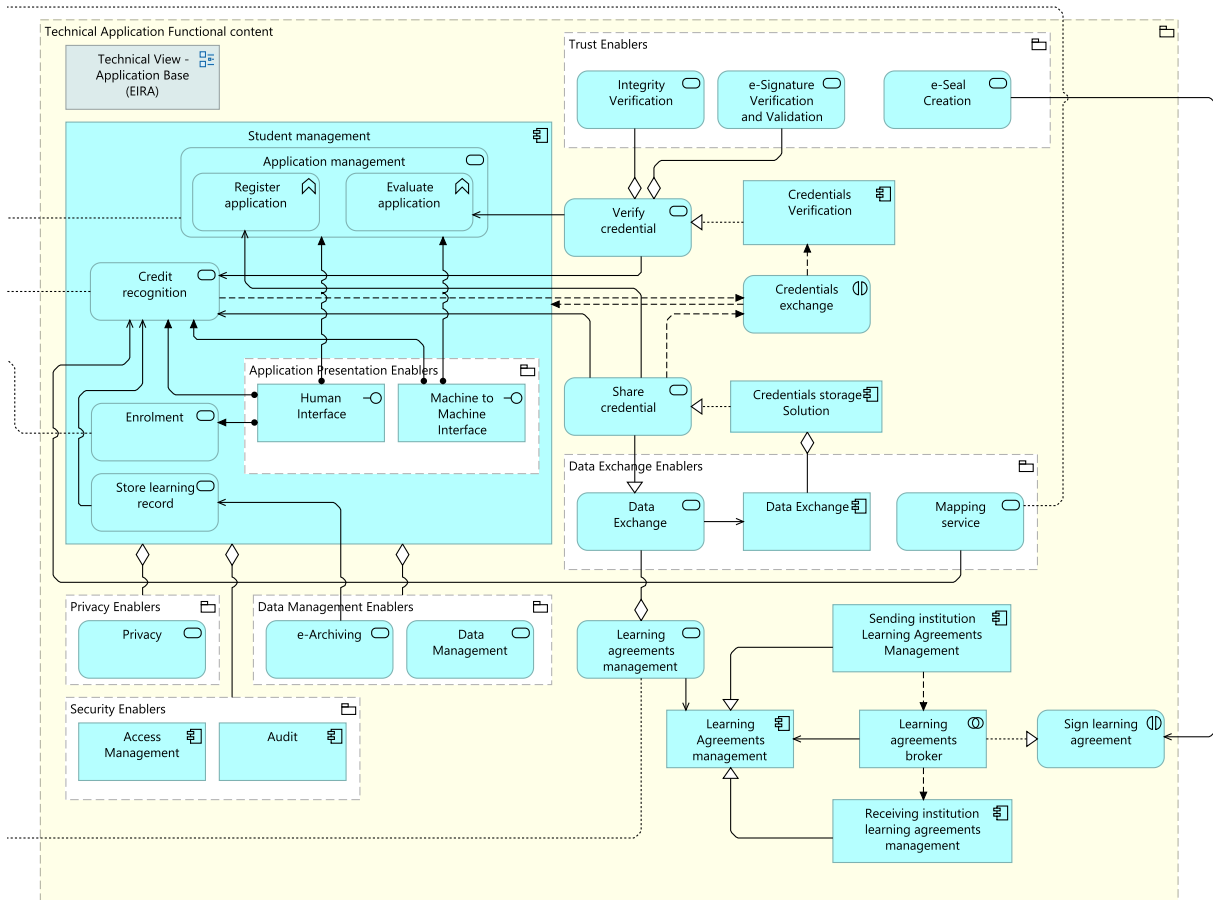 Technical Application Functional content
Technical View -
Application Base
(EIRA)
Trust Enablers
Integrity
Verification
e-Signature
Verification
and Validation
e-Seal
Creation
Student management
Application management
Register
application
Evaluate
application
Verify
credential
Credentials
Verification
Credit
recognition
Credentials
exchange
Application Presentation Enablers
Human
Interface
Machine to
Machine
Interface
Share
credential
Credentials storage
Solution
Enrolment
Store learning
record
Data Exchange Enablers
Data
Exchange
Data Exchange
Mapping
service
Privacy Enablers
Privacy
Data Management Enablers
e-Archiving
Data
Management
Learning
agreements
management
Sending institution
Learning Agreements
Management
Security Enablers
Access
Management
Audit
Learning
Agreements
management
Learning
agreements
broker
Sign learning
agreement
Receiving institution
learning agreements
management